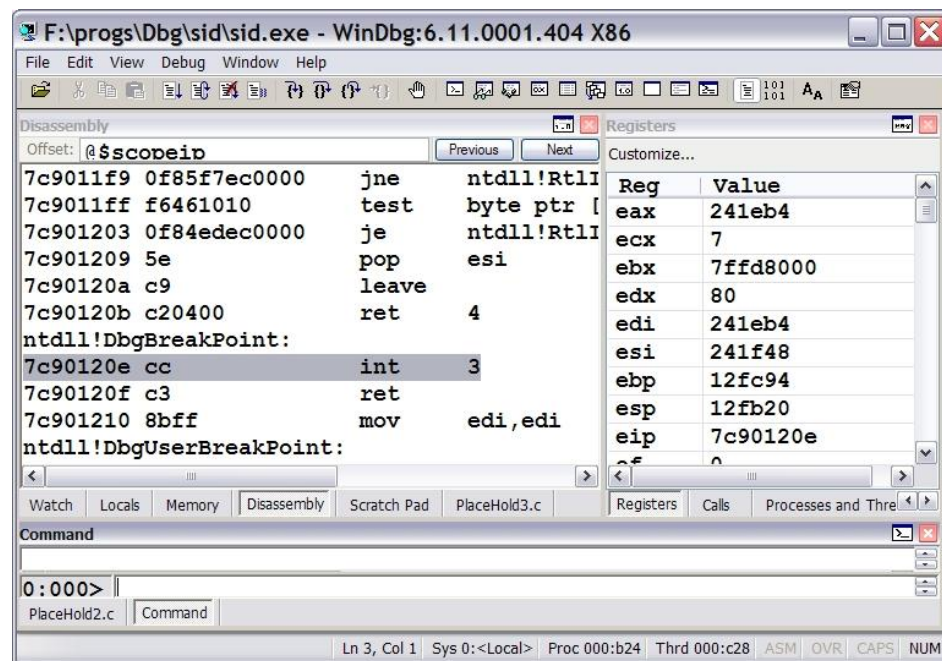 F:\progs\Dbg\sid\sid.exe - WinDbg:6.11.0001.404 X86
File Edit View Debug Window Help
Disassembly
Offset: @$scopeip Previous Next
7c9011f9 0f85f7ec0000 jne ntdll!RtlI
7c9011ff f6461010 test byte ptr [
7c901203 0f84edec0000 je ntdll!RtlI
7c901209 5e pop esi
7c90120a c9 leave
7c90120b c20400 ret 4
ntdll!DbgBreakPoint:
7c90120e cc int 3
7c90120f c3 ret
7c901210 8bff mov edi,edi
ntdll!DbgUserBreakPoint:
Watch Locals Memory Disassembly Scratch Pad PlaceHold3.c
Registers
Customize...
Reg Value
eax 241eb4
ecx 7
ebx 7ffd8000
edx 80
edi 241eb4
esi 241f48
ebp 12fc94
esp 12fb20
eip 7c90120e
of 0
Registers Calls Processes and Thre
Command
0:000>
PlaceHold2.c Command
Ln 3, Col 1 Sys 0:<Local> Proc 000:b24 Thrd 000:c28 ASM OVR CAPS NUM